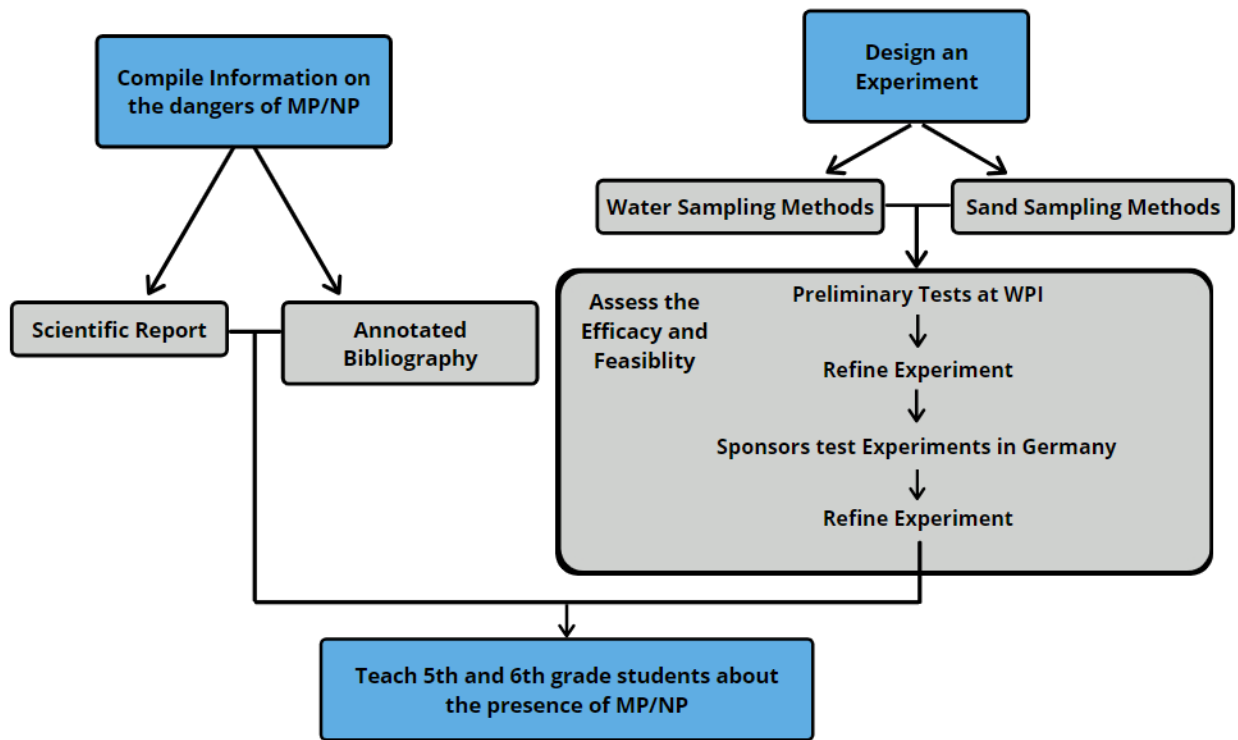 Compile Information on
the dangers of MP/NP
Design an
Experiment
Water Sampling Methods
Sand Sampling Methods
Scientific Report
Annotated
Bibliography
Assess the
Efficacy and
Feasiblity
Preliminary Tests at WPI
Refine Experiment
Sponsors test Experiments in Germany
Refine Experiment
Teach 5th and 6th grade students about
the presence of MP/NP